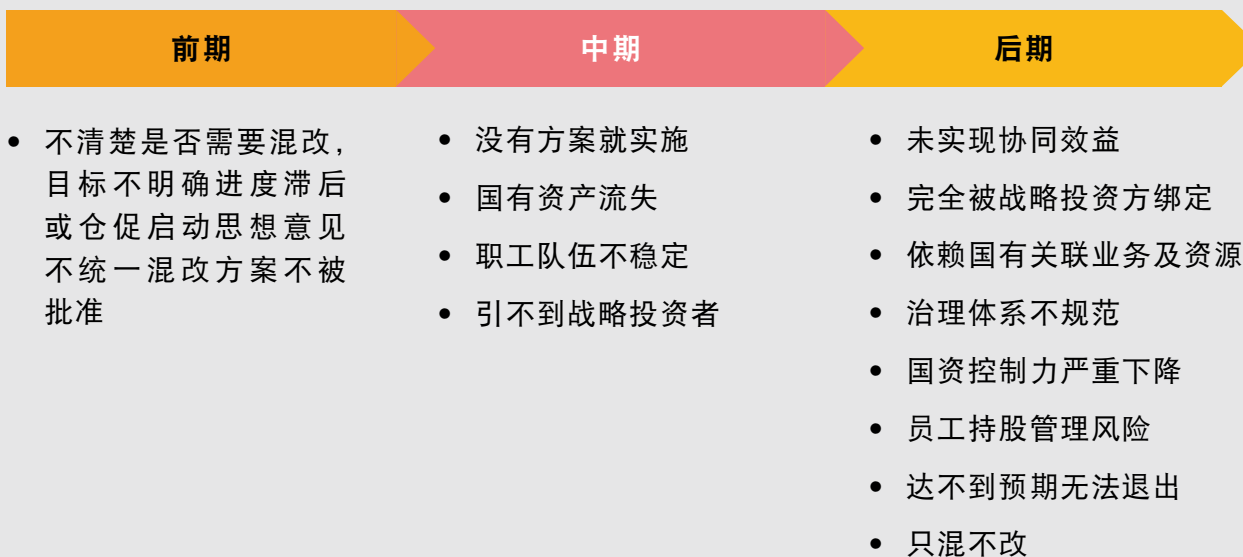 前期
中期
后期
• 不清楚是否需要混改，
目标不明确进度滞后
或仓促启动思想意见
不统一混改方案不被
批准
• 没有方案就实施
• 国有资产流失
• 职工队伍不稳定
• 引不到战略投资者
• 未实现协同效益
• 完全被战略投资方绑定
• 依赖国有关联业务及资源
• 治理体系不规范
• 国资控制力严重下降
• 员工持股管理风险
• 达不到预期无法退出
• 只混不改